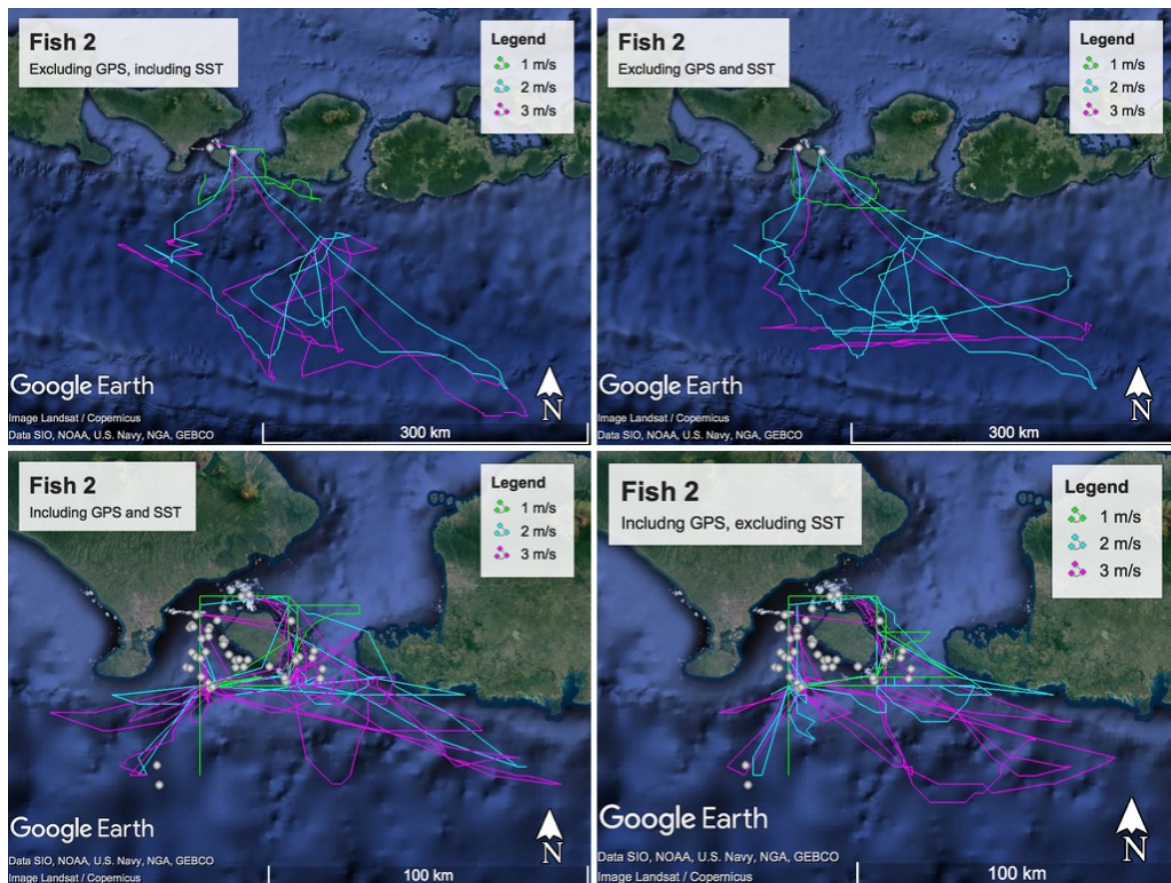 Fish 2
Excluding GPS, including SST
Legend
1 m/s
2 m/s
3 m/s
Google Earth
Image Landsat / Copernicus
Data SIO, NOAA, U.S. Navy, NGA, GEBCO
300 km
N
Fish 2
Excluding GPS and SST
Legend
1 m/s
2 m/s
3 m/s
Google Earth
Image Landsat / Copernicus
Data SIO, NOAA, U.S. Navy, NGA, GEBCO
300 km
N
Fish 2
Including GPS and SST
Legend
1 m/s
2 m/s
3 m/s
Google Earth
Data SIO, NOAA, U.S. Navy, NGA, GEBCO
Image Landsat / Copernicus
100 km
N
Fish 2
Includng GPS, excluding SST
Legend
1 m/s
2 m/s
3 m/s
Google Earth
Data SIO, NOAA, U.S. Navy, NGA, GEBCO
Image Landsat / Copernicus
100 km
N